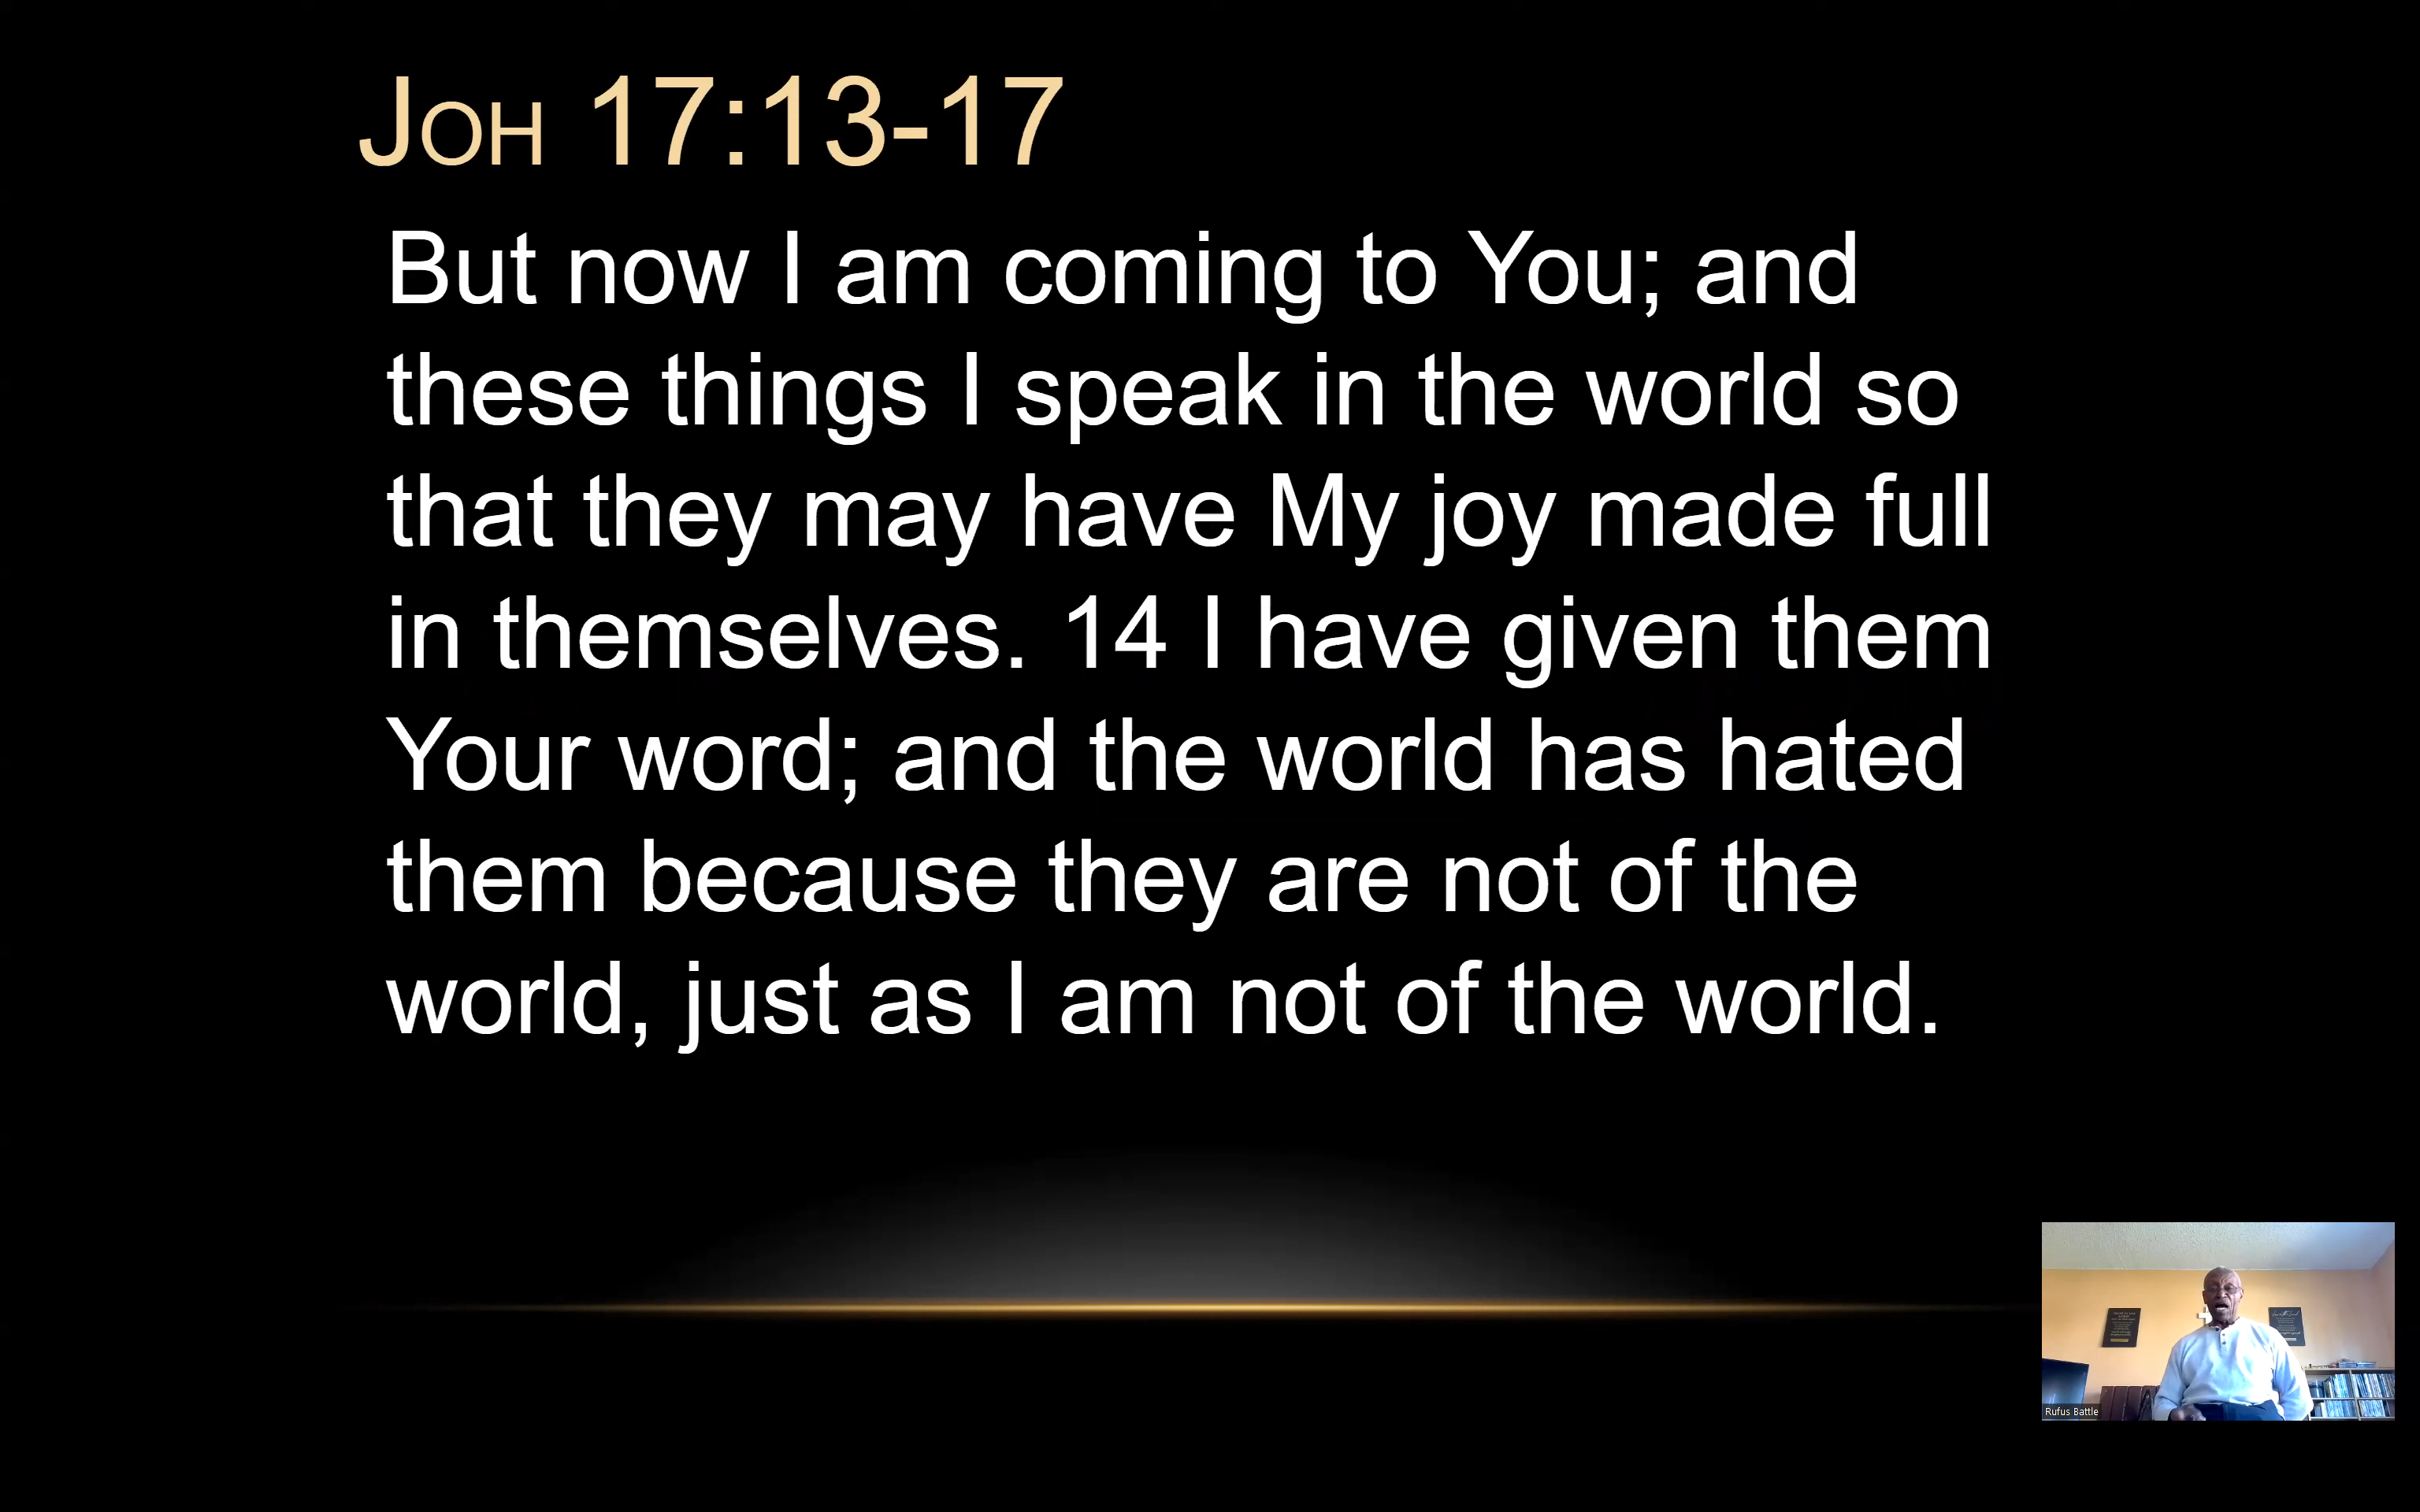 JOH 17:13-17
But now I am coming to You; and
these things I speak in the world so
that they may have My joy made full
in themselves. 14 I have given them
Your word; and the world has hated
them because they are not of the
world, just as I am not of the world.
Rufus Battle